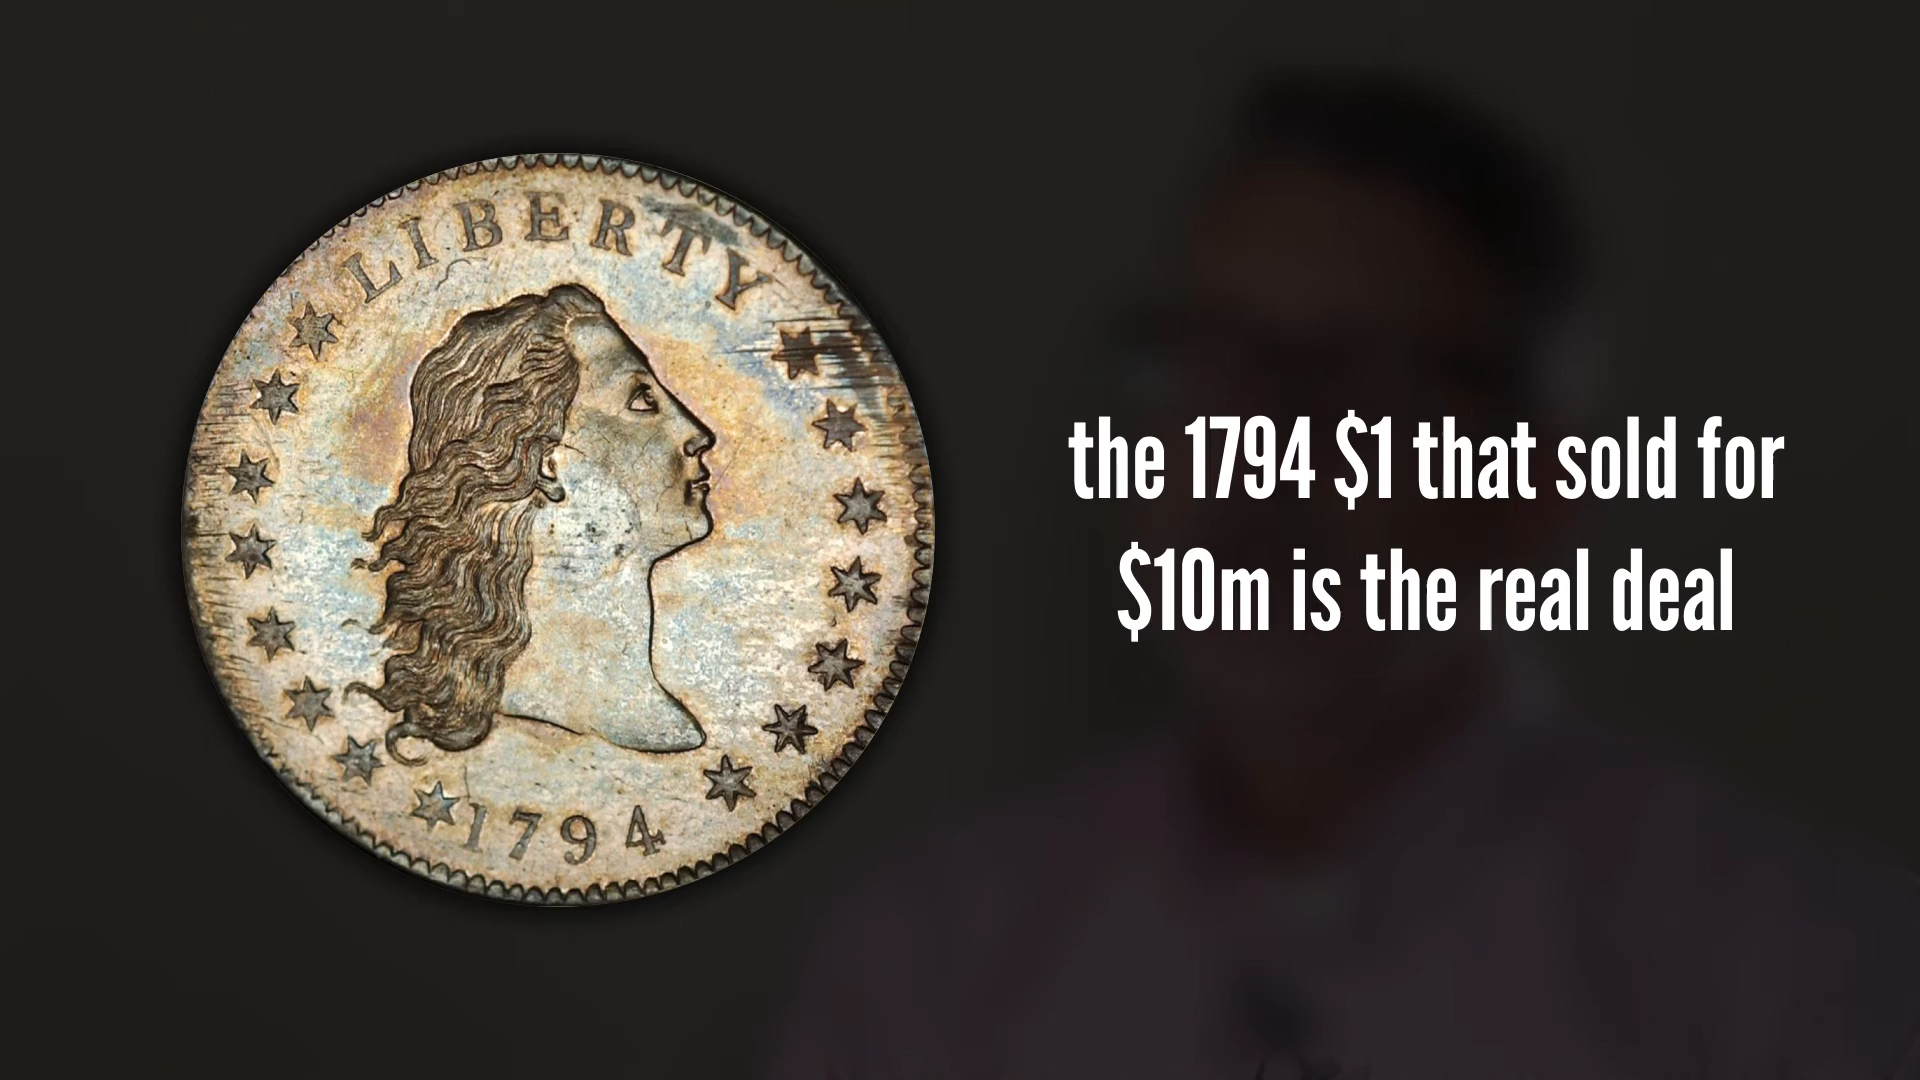 LIBERTY
1794
the 1794 $1 that sold for
$10m is the real deal